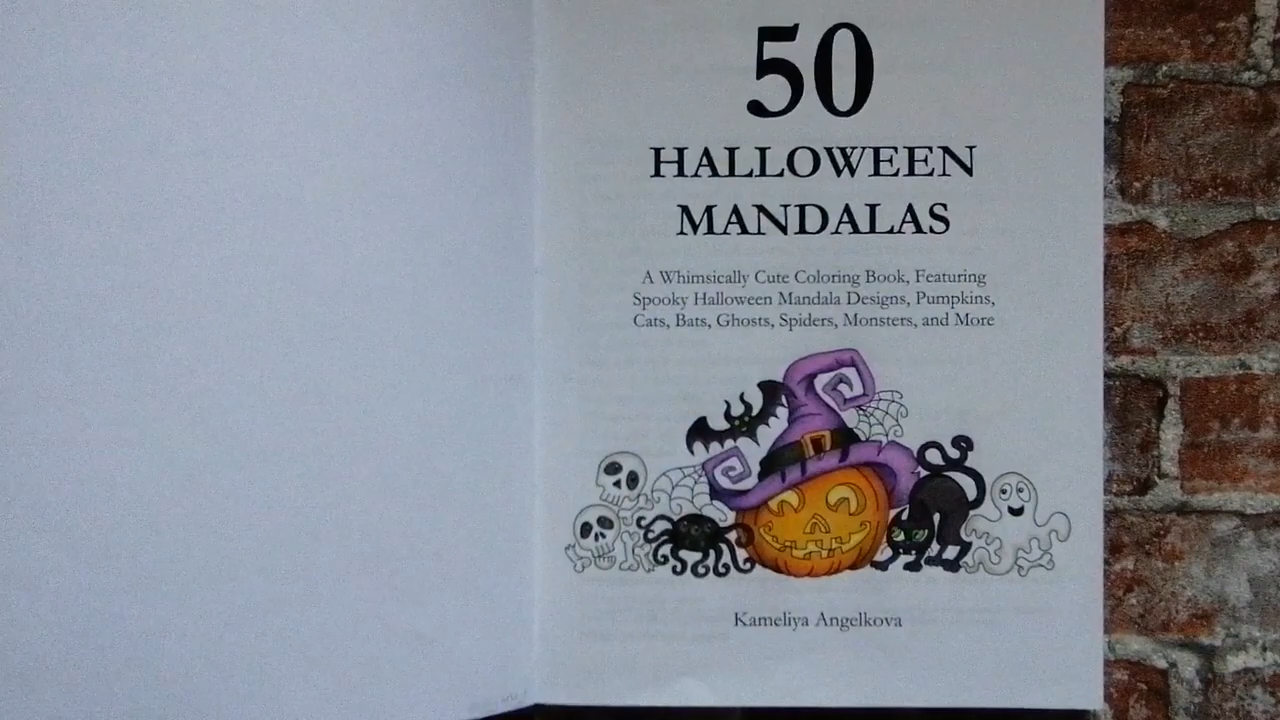 50
HALLOWEEN
MANDALAS
A Whimsically Cute Coloring Book, Featuring
Spooky Halloween Mandala Designs, Pumpkins,
Cats, Bats, Ghosts, Spiders, Monsters, and More
Kameliya Angelkova